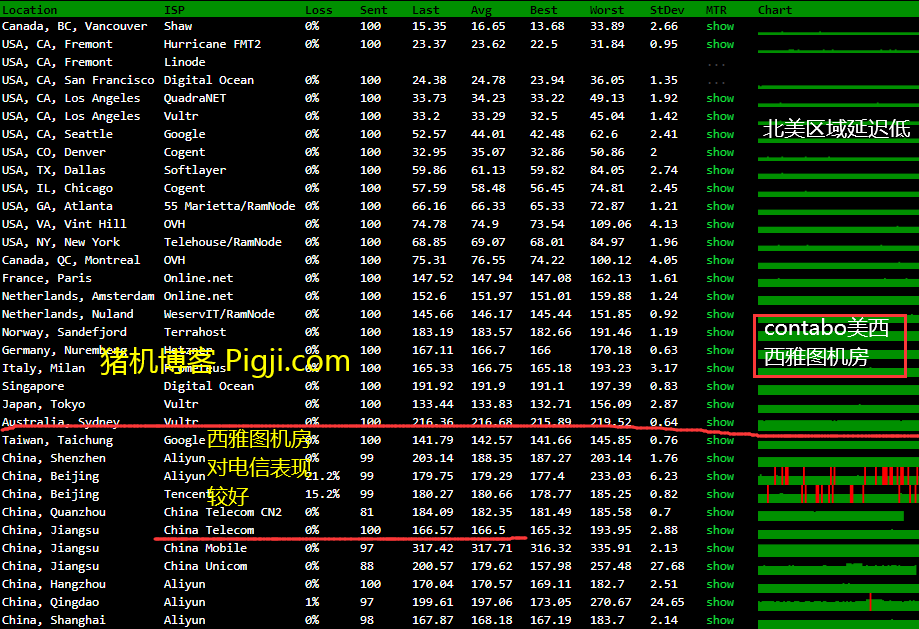 Location ISP Loss Sent Last Avg Best Worst StDev MTR Chart
Canada, BC, Vancouver Shaw 0% 100 15.35 16.65 13.68 33.89 2.66 show
USA, CA, Fremont Hurricane FMT2 0% 100 23.37 23.62 22.5 31.84 0.95 show
USA, CA, Fremont Linode ...
USA, CA, San Francisco Digital Ocean 0% 100 24.38 24.78 23.94 36.05 1.35 ...
USA, CA, Los Angeles QuadraNET 0% 100 33.73 34.23 33.22 49.13 1.92 show
USA, CA, Los Angeles Vultr 0% 100 33.2 33.29 32.5 45.04 1.42 show
USA, CA, Seattle Google 0% 100 52.57 44.01 42.48 62.6 2.41 show
北美区域延迟低
USA, CO, Denver Cogent 0% 100 32.95 35.07 32.86 50.86 2 show
USA, TX, Dallas Softlayer 0% 100 59.86 61.13 59.82 84.05 2.74 show
USA, IL, Chicago Cogent 0% 100 57.59 58.48 56.45 74.81 2.45 show
USA, GA, Atlanta 55 Marietta/RamNode 0% 100 66.16 66.33 65.33 72.87 1.21 show
USA, VA, Vint Hill OVH 0% 100 74.78 74.9 73.54 109.06 4.13 show
USA, NY, New York Telehouse/RamNode 0% 100 68.85 69.07 68.01 84.97 1.96 show
Canada, QC, Montreal OVH 0% 100 75.31 76.55 74.22 100.12 4.05 show
France, Paris Online.net 0% 100 147.52 147.94 147.08 162.13 1.61 show
Netherlands, Amsterdam Online.net 0% 100 152.6 151.97 151.01 159.88 1.24 show
Netherlands, Nuland WeservIT/RamNode 0% 100 145.66 146.17 145.44 151.85 0.92 show
Norway, Sandefjord Terrahost 0% 100 183.19 183.57 182.66 191.46 1.19 show
contabo美西
西雅图机房
Germany, Nuremberg Hetzner 0% 100 167.11 166.7 166 170.18 0.63 show
猪机博客 Pigji.com
Italy, Milan Prometeus 0% 100 165.33 166.75 165.18 193.23 3.17 show
Singapore Digital Ocean 0% 100 191.92 191.9 191.1 197.39 0.83 show
Japan, Tokyo Vultr 0% 100 133.44 133.83 132.71 156.09 2.87 show
Australia, Sydney Vultr 0% 100 216.36 216.68 215.89 219.52 0.64 show
Taiwan, Taichung Google 0% 100 141.79 142.57 141.66 145.85 0.76 show
西雅图机房
对电信表现
较好
China, Shenzhen Aliyun 0% 99 203.14 188.35 187.27 203.14 1.76 show
China, Beijing Aliyun 21.2% 99 179.75 179.29 177.4 233.03 6.23 show
China, Beijing Tencent 15.2% 99 180.27 180.66 178.77 185.25 0.82 show
China, Quanzhou China Telecom CN2 0% 81 184.09 182.35 181.49 185.58 0.7 show
China, Jiangsu China Telecom 0% 100 166.57 166.5 165.32 193.95 2.88 show
China, Jiangsu China Mobile 0% 97 317.42 317.71 316.32 335.91 2.13 show
China, Jiangsu China Unicom 0% 88 200.57 179.62 157.98 257.48 27.68 show
China, Hangzhou Aliyun 0% 100 170.04 170.57 169.11 182.7 2.51 show
China, Qingdao Aliyun 1% 97 199.61 197.06 173.05 270.67 24.65 show
China, Shanghai Aliyun 0% 98 167.87 168.18 167.19 183.7 2.14 show